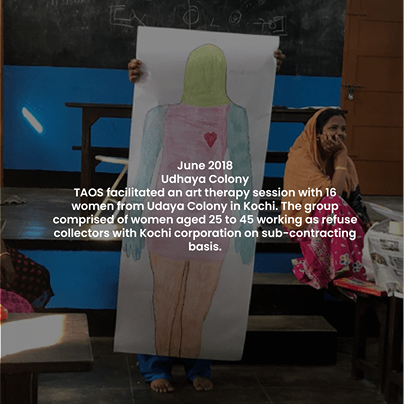 June 2018
Udhaya Colony
TAOS facilitated an art therapy session with 16
women from Udaya Colony in Kochi. The group
comprised of women aged 25 to 45 working as refuse
collectors with Kochi corporation on sub-contracting
basis.